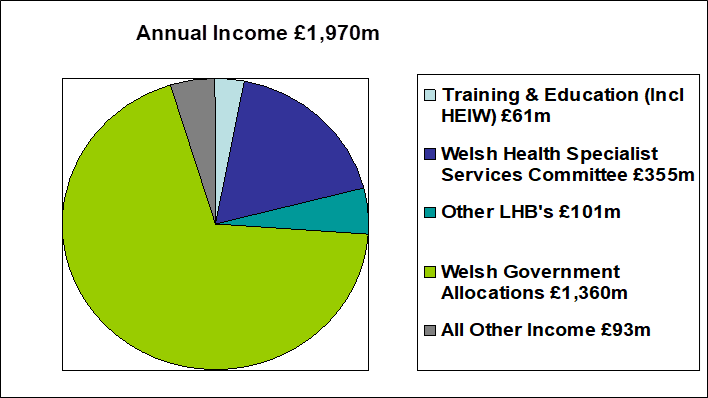 Annual Income £1,970m
Training & Education (Incl
HEIW) £61m
Welsh Health Specialist
Services Committee £355m
Other LHB's £101m
Welsh Government
Allocations £1,360m
All Other Income £93m